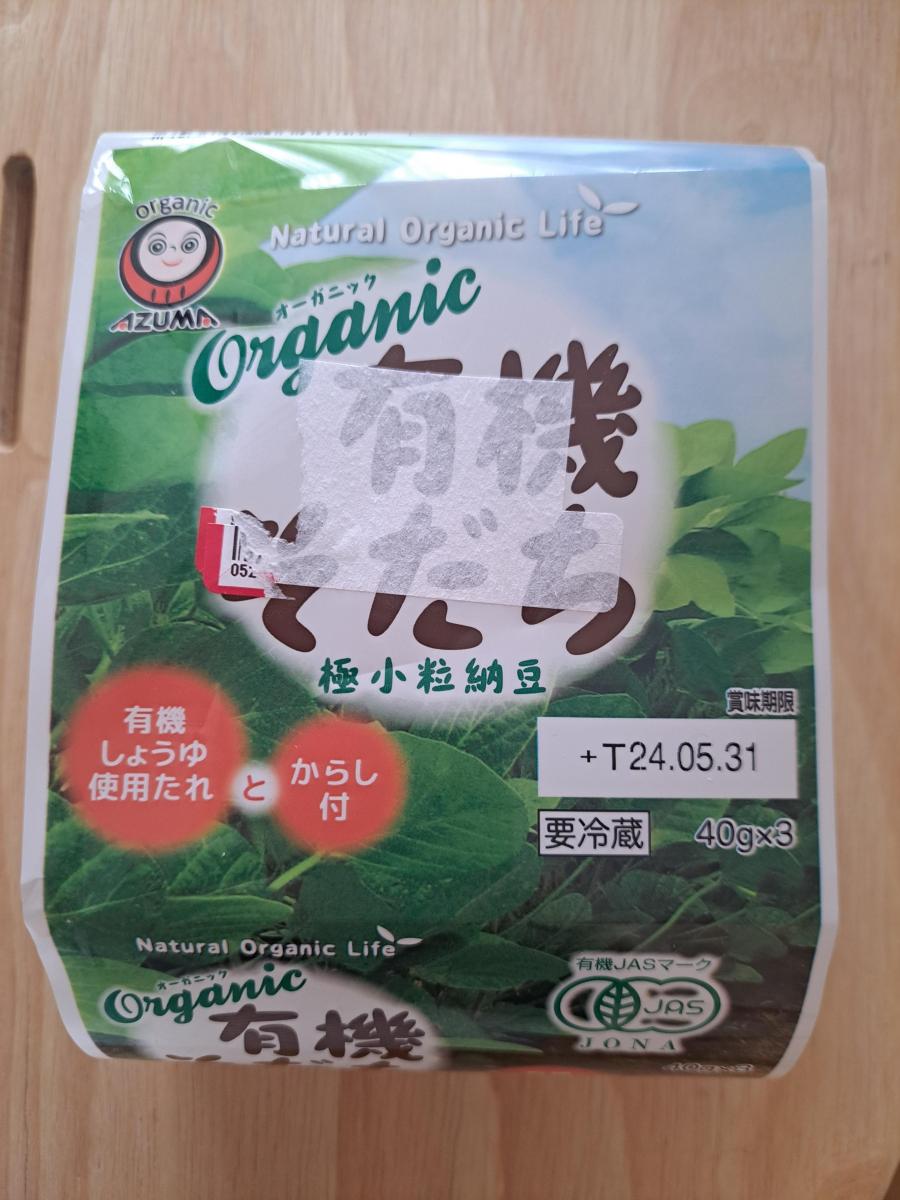 organic
AZUMA
Natural Organic Life
オーガニック
Organic
有機
そだち
052
極小粒納豆
有機
しょうゆ
使用たれ
と
からし
付
賞味期限
+T24.05.31
要冷蔵
40g×3
Natural Organic Life
オーガニック
Organic
有機
有機JASマーク
JAS
JONA
40g×3